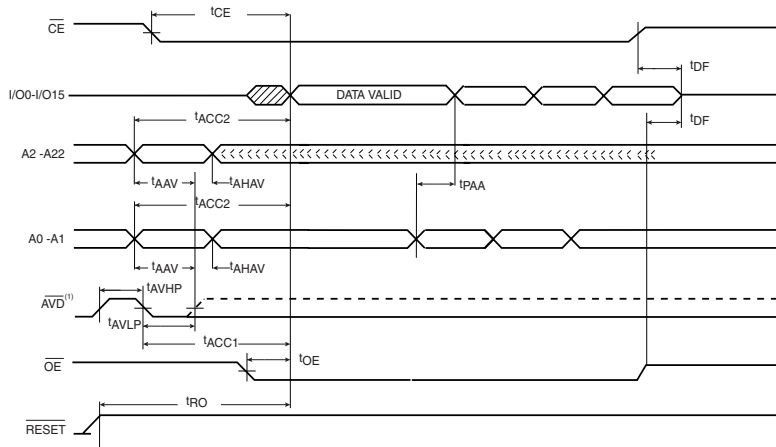 tCE
CE
tDF
I/O0-I/O15
DATA VALID
tACC2
tDF
A2 -A22
tAAV
tAHAV
tPAA
tACC2
A0 -A1
tAAV
tAHAV
AVD(1)
tAVHP
tAVLP
tACC1
tOE
OE
tRO
RESET